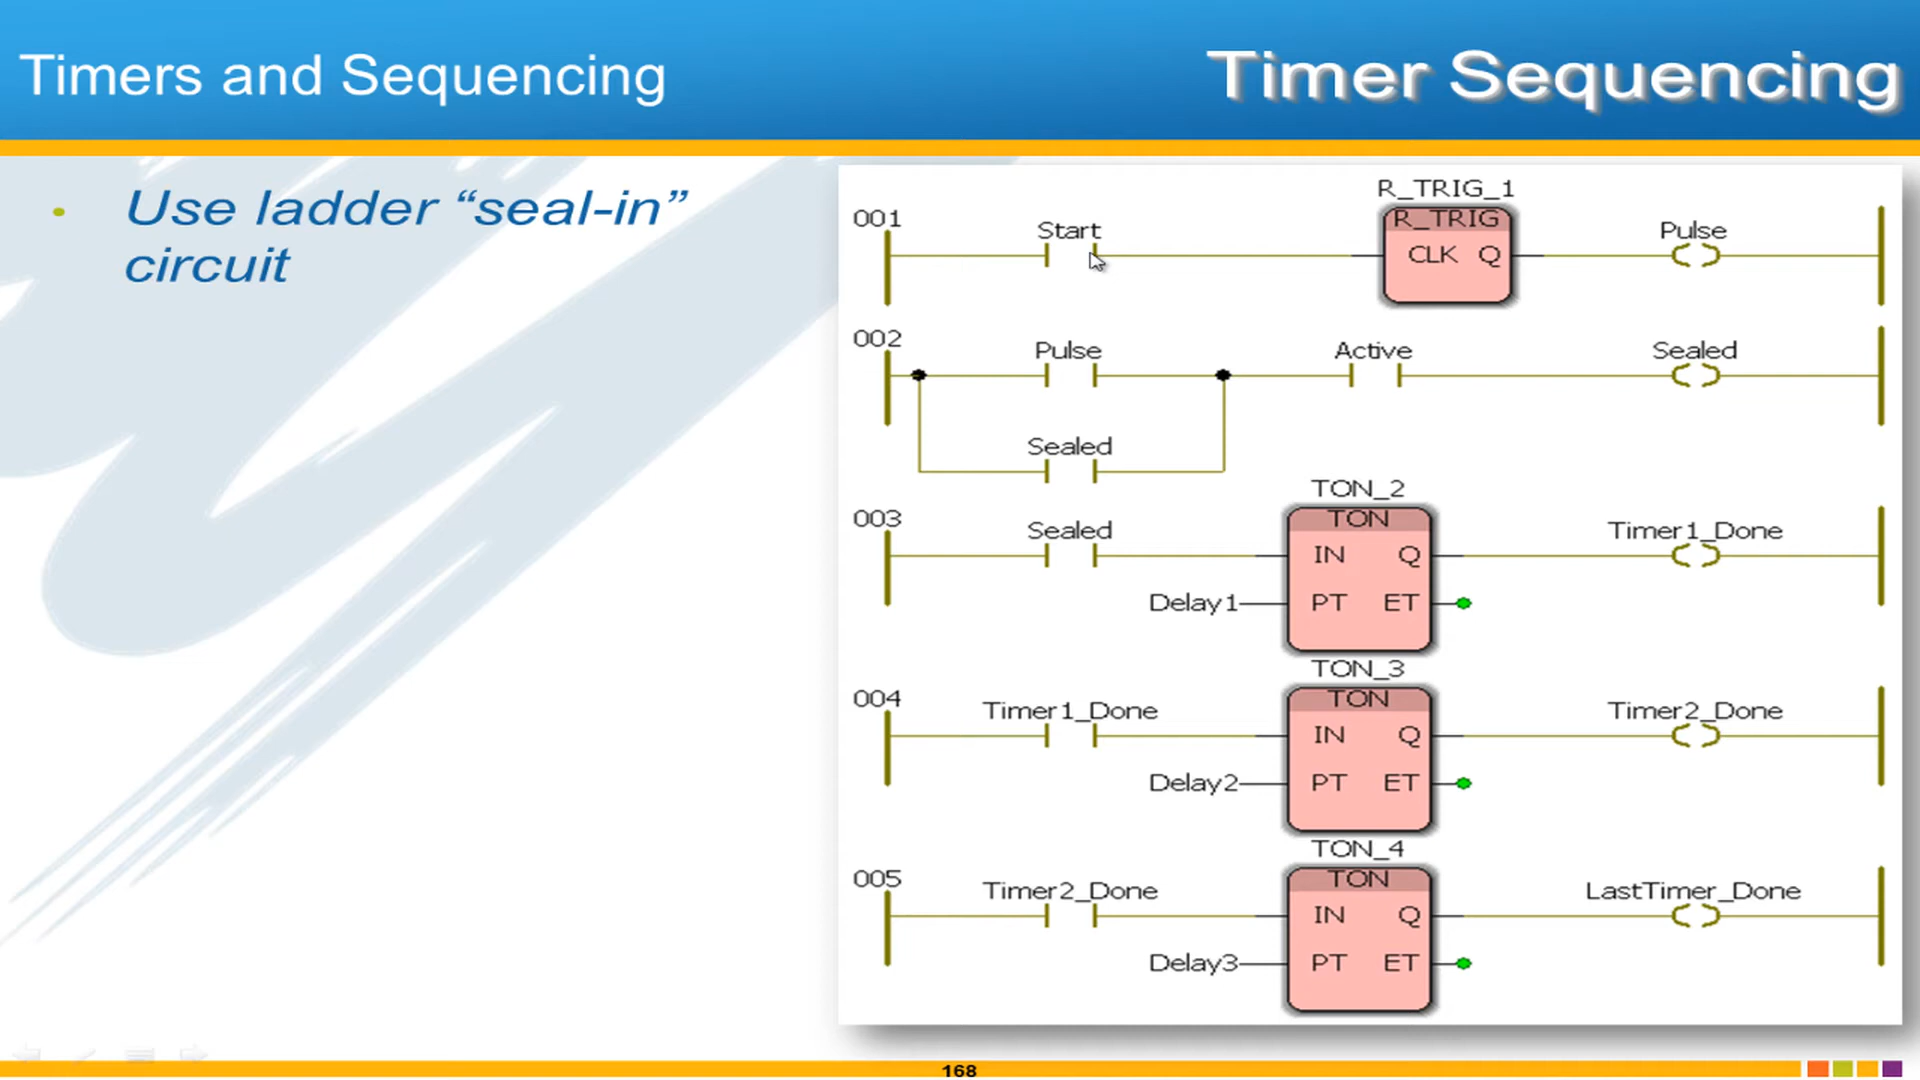 Timers and Sequencing
Timer Sequencing
• Use ladder “seal-in”
circuit
R_TRIG_1
001
Start
R_TRIG
CLK Q
Pulse
002
Pulse
Active
Sealed
Sealed
TON_2
003
Sealed
TON
IN Q
Timer1_Done
Delay1
PT ET
TON_3
004
Timer1_Done
TON
IN Q
Timer2_Done
Delay2
PT ET
TON_4
005
Timer2_Done
TON
IN Q
LastTimer_Done
Delay3
PT ET
168